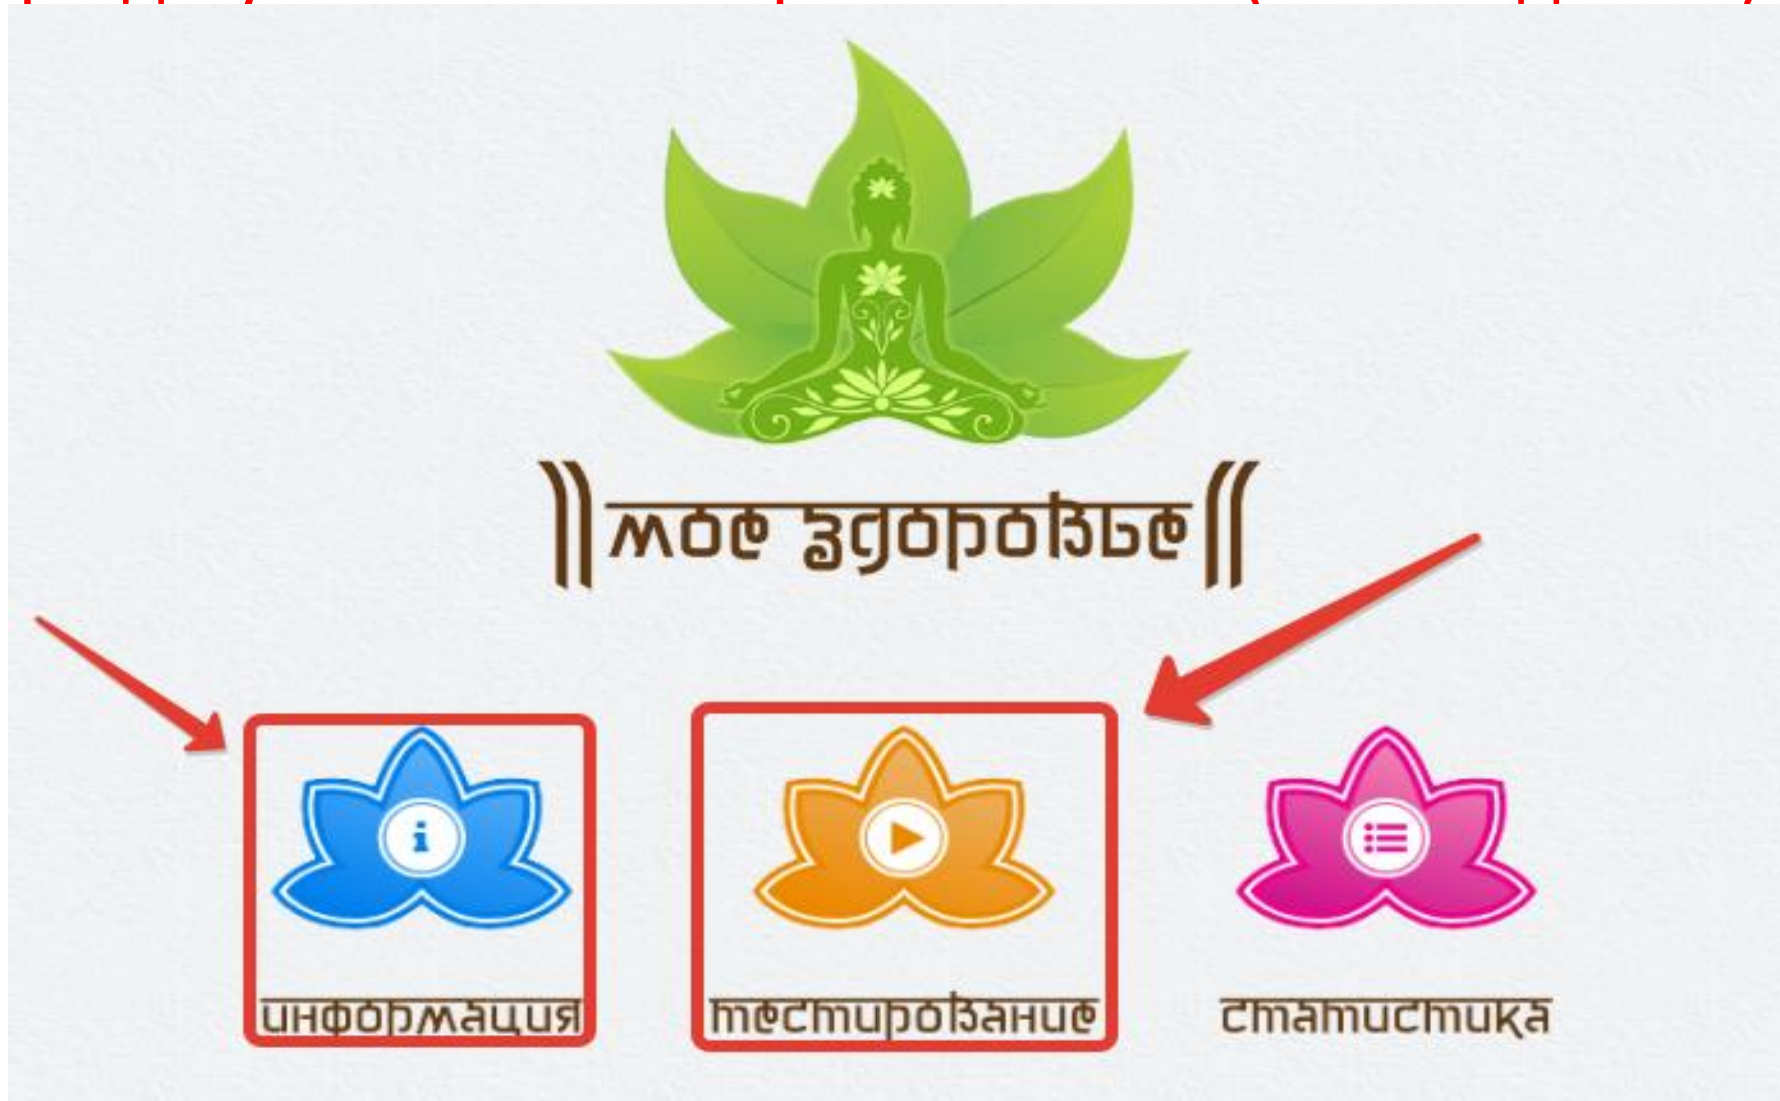 мое здоровье
информация
тестирование
статистика